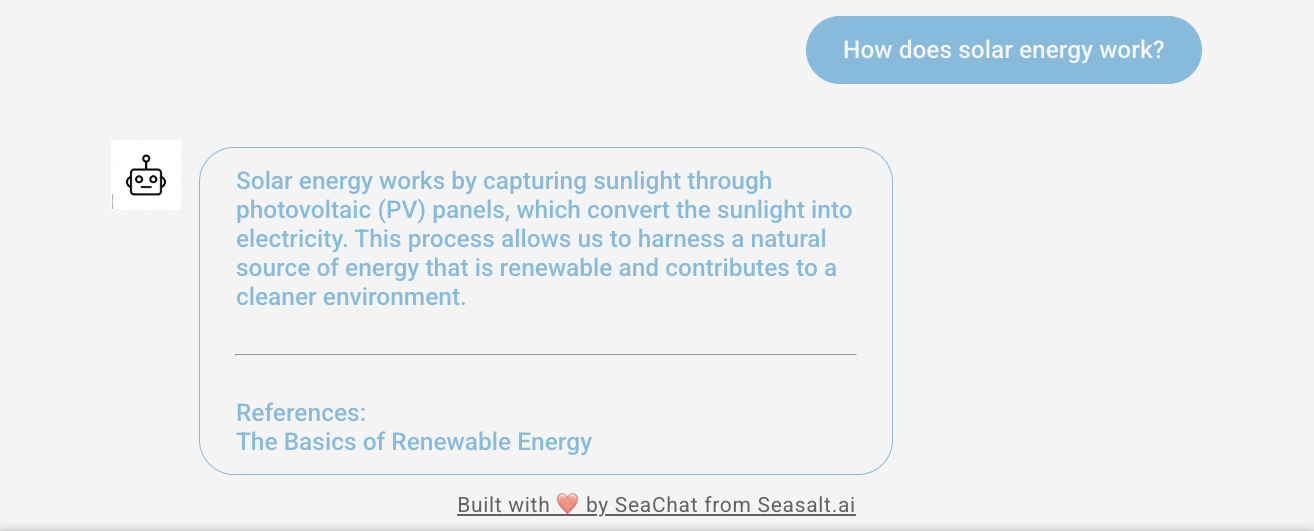 How does solar energy work?
Solar energy works by capturing sunlight through
photovoltaic (PV) panels, which convert the sunlight into
electricity. This process allows us to harness a natural
source of energy that is renewable and contributes to a
cleaner environment.
References:
The Basics of Renewable Energy
Built with ❤️ by SeaChat from Seasalt.ai